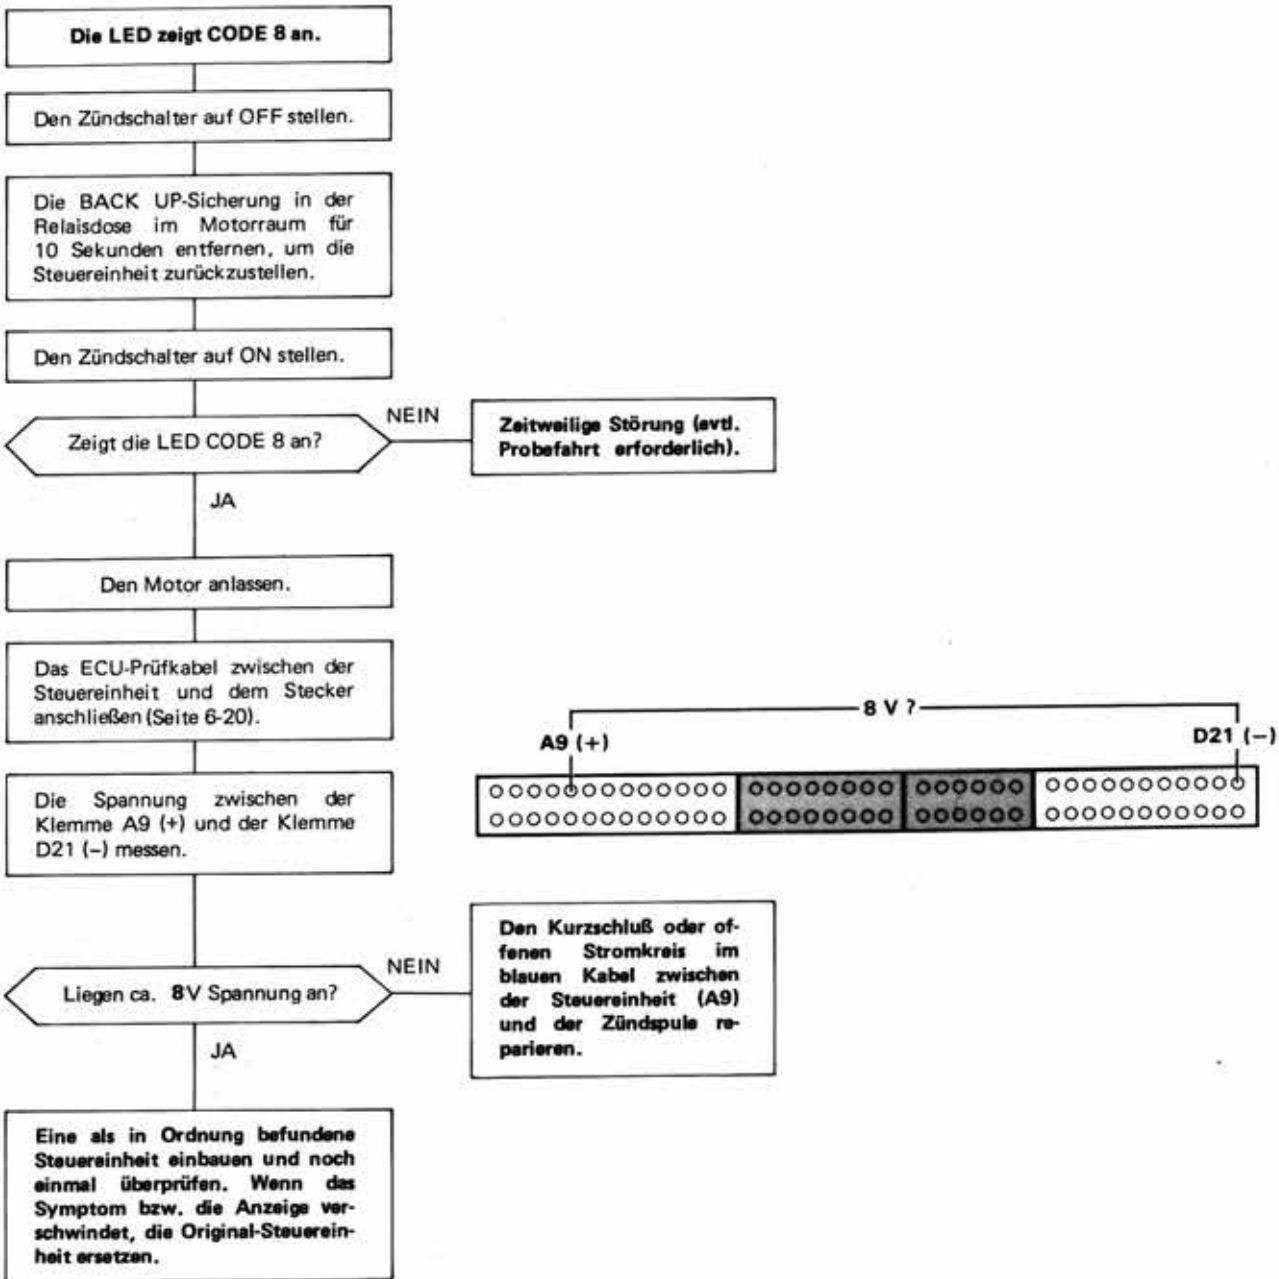 Die LED zeigt CODE 8 an.
Den Zündschalter auf OFF stellen.
Die BACK UP-Sicherung in der
Relaisdose im Motorraum für
10 Sekunden entfernen, um die
Steuereinheit zurückzustellen.
Den Zündschalter auf ON stellen.
Zeigt die LED CODE 8 an?
NEIN
Zeitweilige Störung (evtl.
Probefahrt erforderlich).
JA
Den Motor anlassen.
Das ECU-Prüfkabel zwischen der
Steuereinheit und dem Stecker
anschließen (Seite 6-20).
Die Spannung zwischen der
Klemme A9 (+) und der Klemme
D21 (−) messen.
8 V ?
A9 (+)
D21 (−)
Liegen ca. 8V Spannung an?
NEIN
Den Kurzschluß oder of-
fenen Stromkreis im
blauen Kabel zwischen
der Steuereinheit (A9)
und der Zündspule re-
parieren.
JA
Eine als in Ordnung befundene
Steuereinheit einbauen und noch
einmal überprüfen. Wenn das
Symptom bzw. die Anzeige ver-
schwindet, die Original-Steuerein-
heit ersetzen.